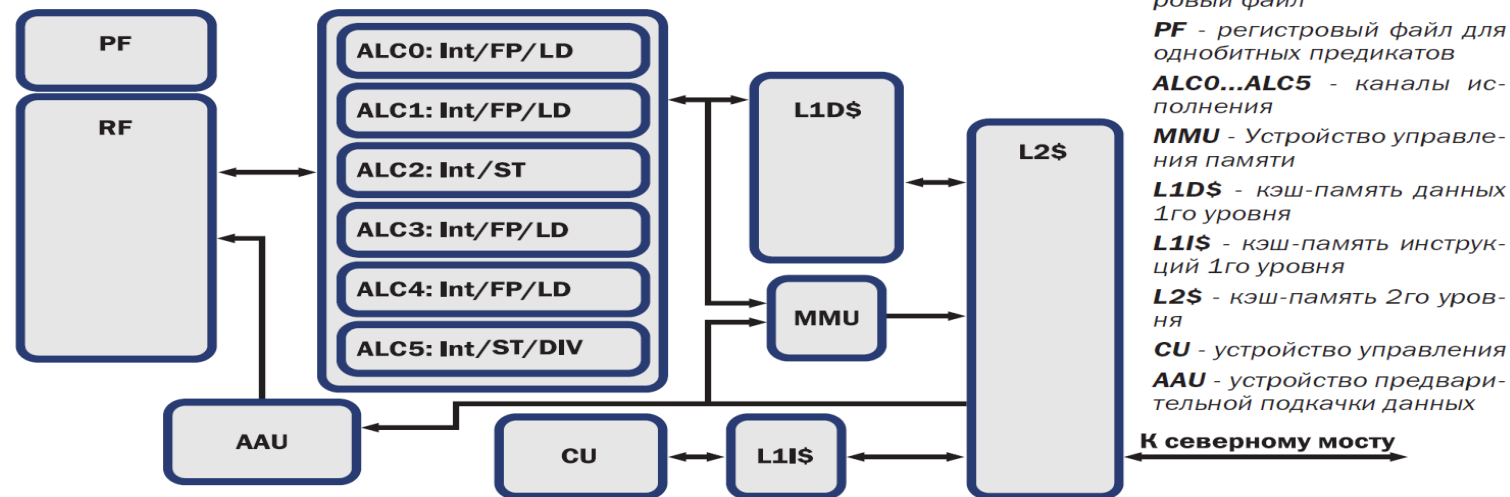 PF
RF
ALC0: Int/FP/LD
ALC1: Int/FP/LD
ALC2: Int/ST
ALC3: Int/FP/LD
ALC4: Int/FP/LD
ALC5: Int/ST/DIV
L1D$
MMU
L2$
AAU
CU
L1I$
ровый файл
PF - регистровый файл для
однобитных предикатов
ALC0...ALC5 - каналы ис-
полнения
MMU - Устройство управле-
ния памяти
L1D$ - кэш-память данных
1го уровня
L1I$ - кэш-память инструк-
ций 1го уровня
L2$ - кэш-память 2го уров-
ня
CU - устройство управления
AAU - устройство предвари-
тельной подкачки данных
К северному мосту